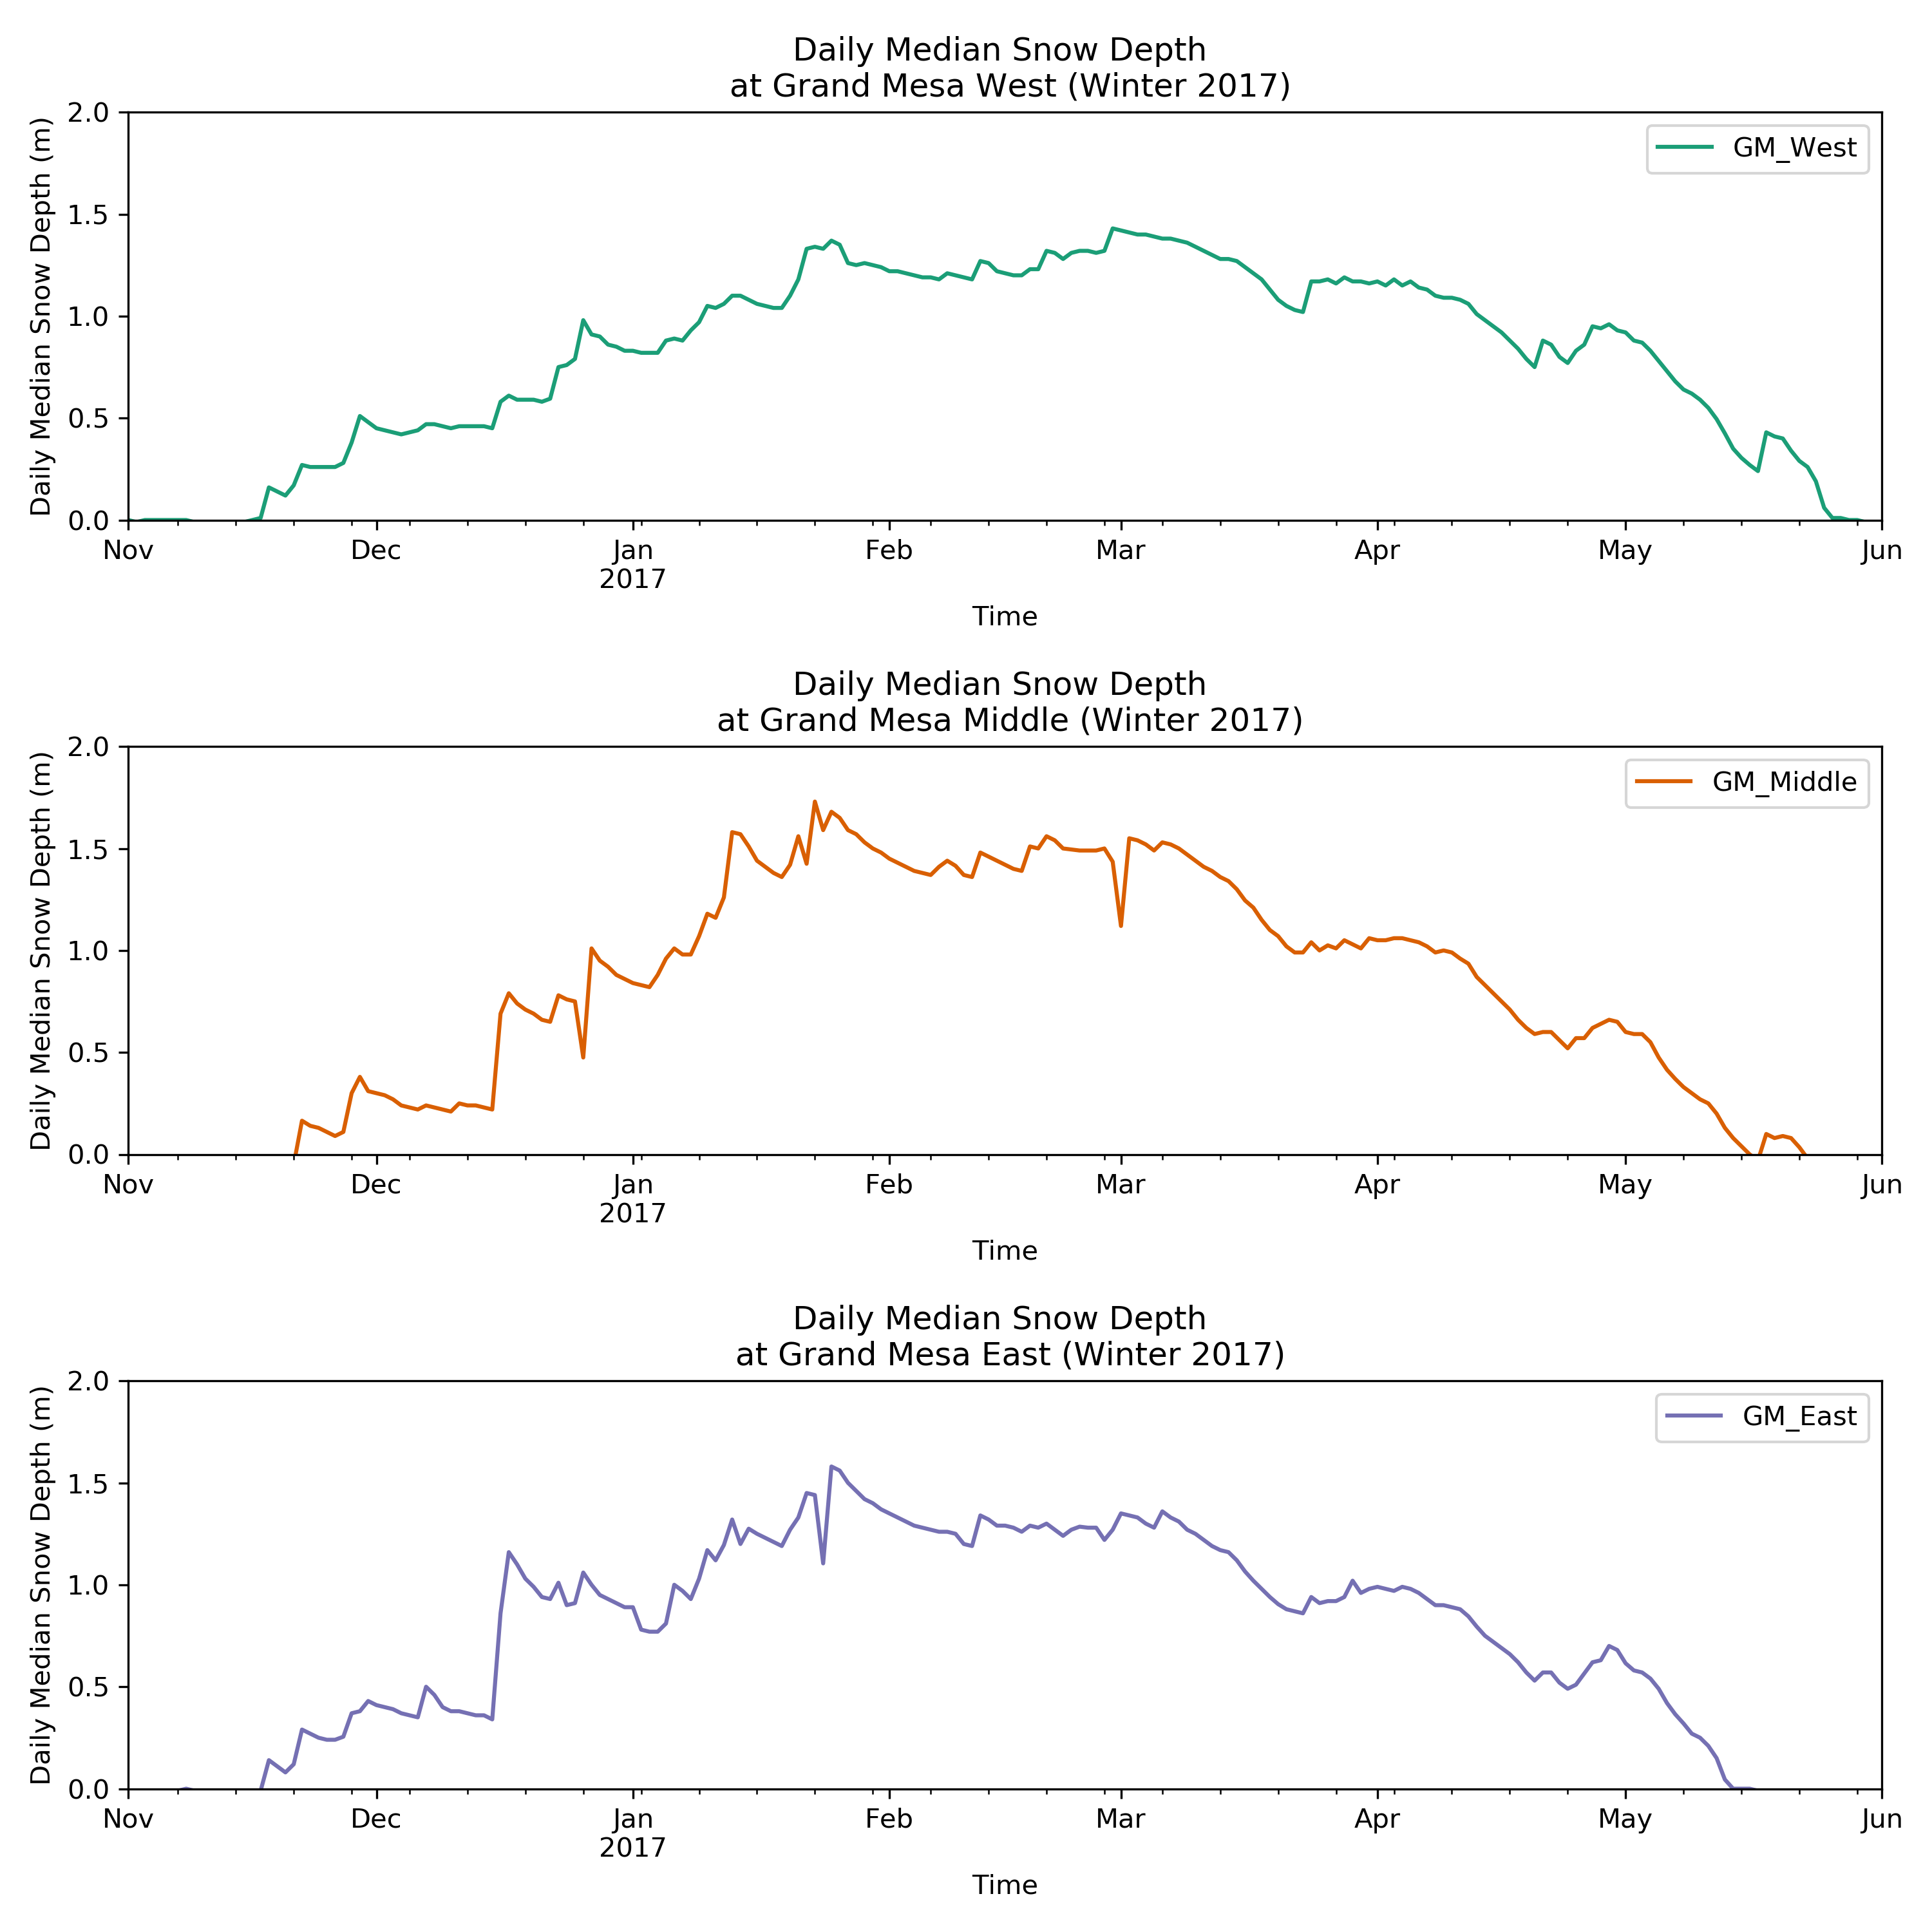 Daily Median Snow Depth
at Grand Mesa West (Winter 2017)
Daily Median Snow Depth (m)
2.0
1.5
1.0
0.5
0.0
GM_West
Nov Dec Jan Feb Mar Apr May Jun
2017
Time
Daily Median Snow Depth
at Grand Mesa Middle (Winter 2017)
Daily Median Snow Depth (m)
2.0
1.5
1.0
0.5
0.0
GM_Middle
Nov Dec Jan Feb Mar Apr May Jun
2017
Time
Daily Median Snow Depth
at Grand Mesa East (Winter 2017)
Daily Median Snow Depth (m)
2.0
1.5
1.0
0.5
0.0
GM_East
Nov Dec Jan Feb Mar Apr May Jun
2017
Time